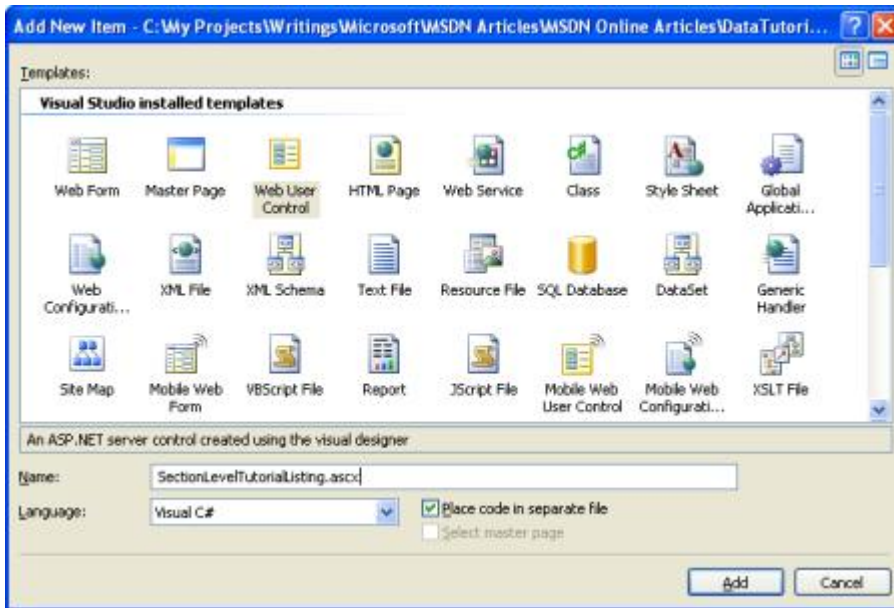 Add New Item - C:\My Projects\Writings\Microsoft\MSDN Articles\MSDN Online Articles\DataTutori...
Templates:
Visual Studio installed templates
Web Form Master Page Web User Control HTML Page Web Service Class Style Sheet Global Applicati...
Web Configurati... XML File XML Schema Text File Resource File SQL Database DataSet Generic Handler
Site Map Mobile Web Form VBScript File Report JScript File Mobile Web User Control Mobile Web Configurati... XSLT File
An ASP.NET server control created using the visual designer
Name: SectionLevelTutorialListing.ascx
Language: Visual C# Place code in separate file
Select master page
Add Cancel